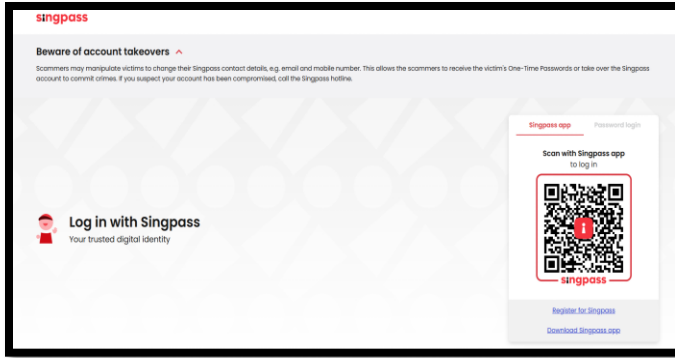 singpass
Beware of account takeovers
Scammers may manipulate victims to change their Singpass contact details, e.g. email and mobile number. This allows the scammers to receive the victim's One-Time Passwords or take over the Singpass
account to commit crimes. If you suspect your account has been compromised, call the Singpass hotline.
Singpass app Password login
Scan with Singpass app
to log in
Log in with Singpass
Your trusted digital identity
singpass
Register for Singpass
Download Singpass app